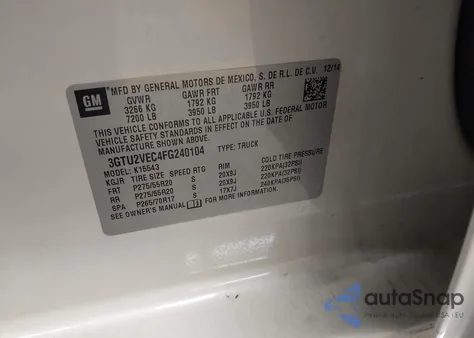 GM
MFD BY GENERAL MOTORS DE MEXICO, S. DE R.L. DE C.V. 12/14
GVWR GAWR FRT GAWR RR
3266 KG 1792 KG 1792 KG
7200 LB 3950 LB 3950 LB
THIS VEHICLE CONFORMS TO ALL APPLICABLE U.S. FEDERAL MOTOR
VEHICLE SAFETY STANDARDS IN EFFECT ON THE DATE OF
MANUFACTURE SHOWN ABOVE.
3GTU2VEC4FG240104 TYPE: TRUCK
MODEL: K15543
KGJR TIRE SIZE SPEED RTG RIM COLD TIRE PRESSURE
FRT P275/55R20 S 20X9J 220KPA(32PSI)
RR P275/55R20 S 20X9J 220KPA(32PSI)
SPA P265/70R17 S 17X7J 240KPA(35PSI)
SEE OWNER'S MANUAL FOR MORE INFORMATION
autoSnap